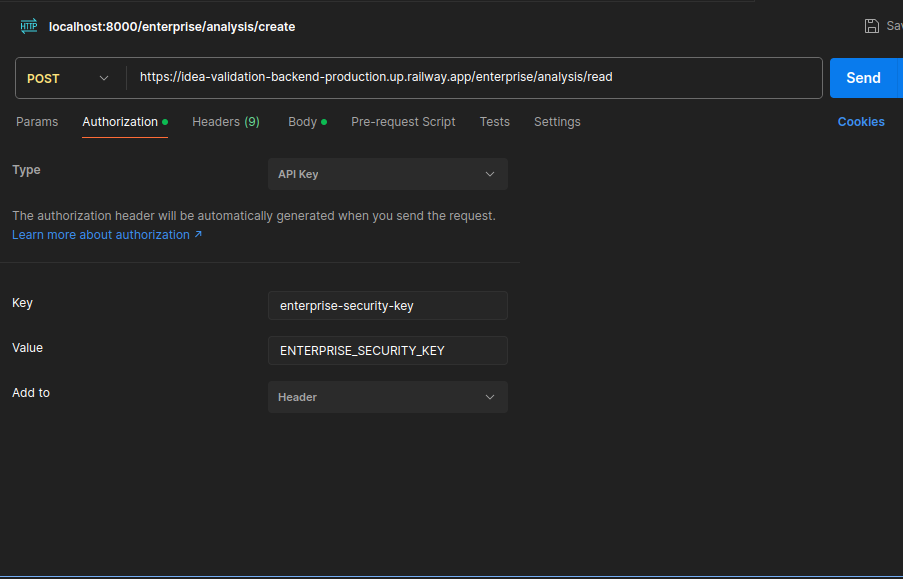 HTTP localhost:8000/enterprise/analysis/create Sav
POST https://idea-validation-backend-production.up.railway.app/enterprise/analysis/read Send
Params Authorization Headers (9) Body Pre-request Script Tests Settings Cookies
Type API Key
The authorization header will be automatically generated when you send the request.
Learn more about authorization ↗
Key enterprise-security-key
Value ENTERPRISE_SECURITY_KEY
Add to Header